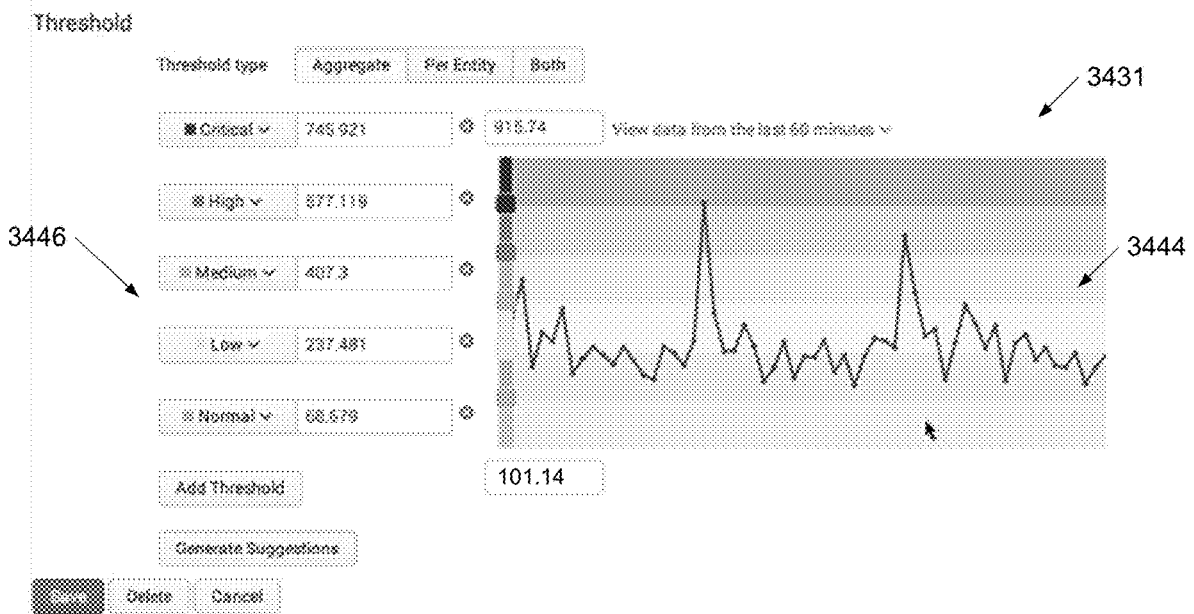 Threshold
Threshold type Aggregate Per Entity Both
3431
Critical 745.921 915.74 View data from the last 60 minutes
High 577.119
3446
3444
Medium 407.3
Low 237.481
Normal 68.679
Add Threshold 101.14
Generate Suggestions
Delete Cancel